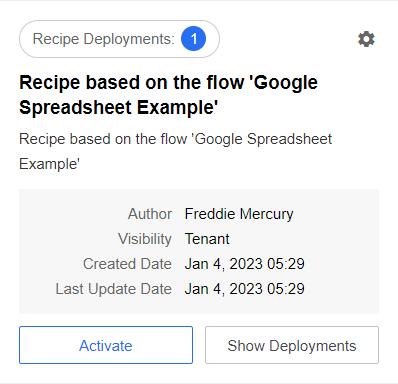 Recipe Deployments: 1
Recipe based on the flow 'Google
Spreadsheet Example'
Recipe based on the flow 'Google Spreadsheet
Example'
Author Freddie Mercury
Visibility Tenant
Created Date Jan 4, 2023 05:29
Last Update Date Jan 4, 2023 05:29
Activate Show Deployments